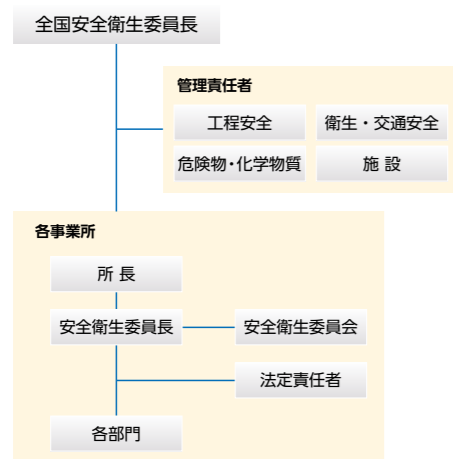 全国安全衛生委員長
管理責任者
工程安全
衛生・交通安全
危険物・化学物質
施 設
各事業所
所 長
安全衛生委員長
安全衛生委員会
法定責任者
各部門